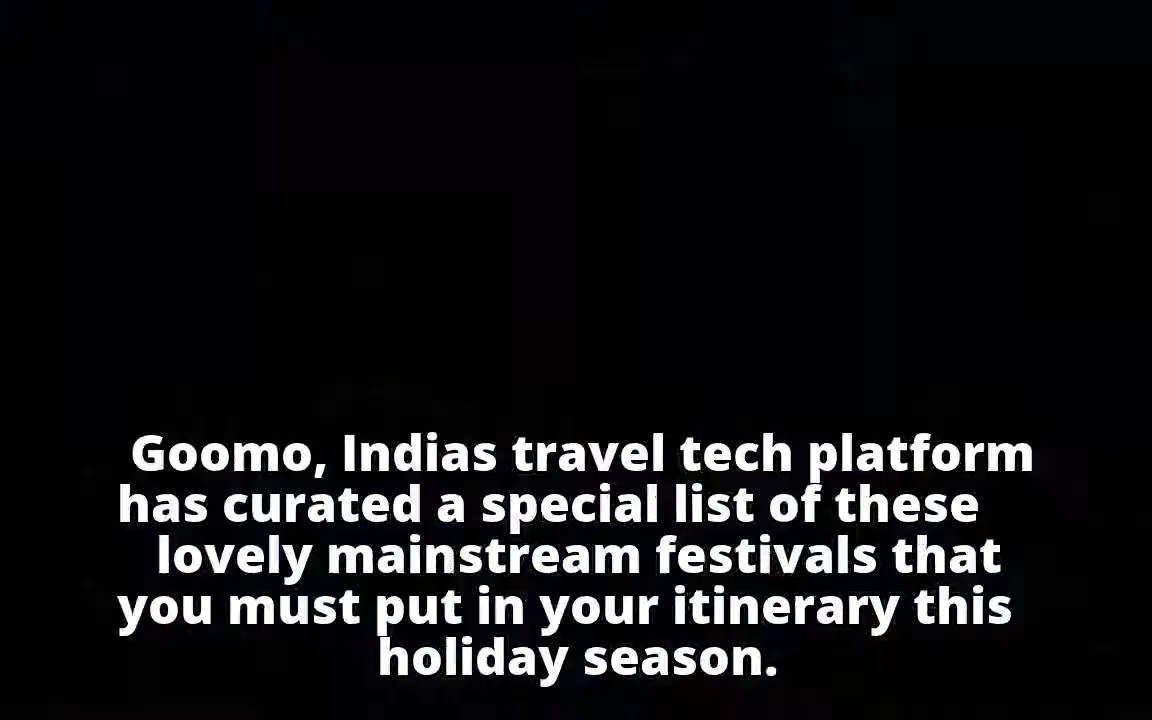 Goomo, Indias travel tech platform
has curated a special list of these
lovely mainstream festivals that
you must put in your itinerary this
holiday season.